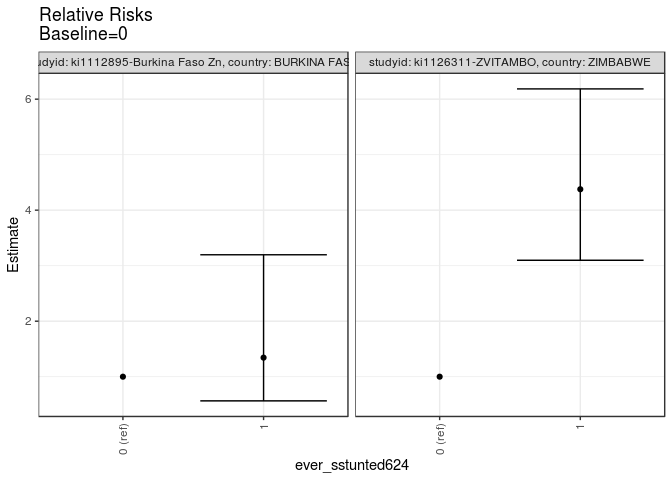 Relative Risks
Baseline=0
udyid: ki1112895-Burkina Faso Zn, country: BURKINA FAS
studyid: ki1126311-ZVITAMBO, country: ZIMBABWE
Estimate
6
4
2
0 (ref)
1
0 (ref)
1
ever_sstunted624